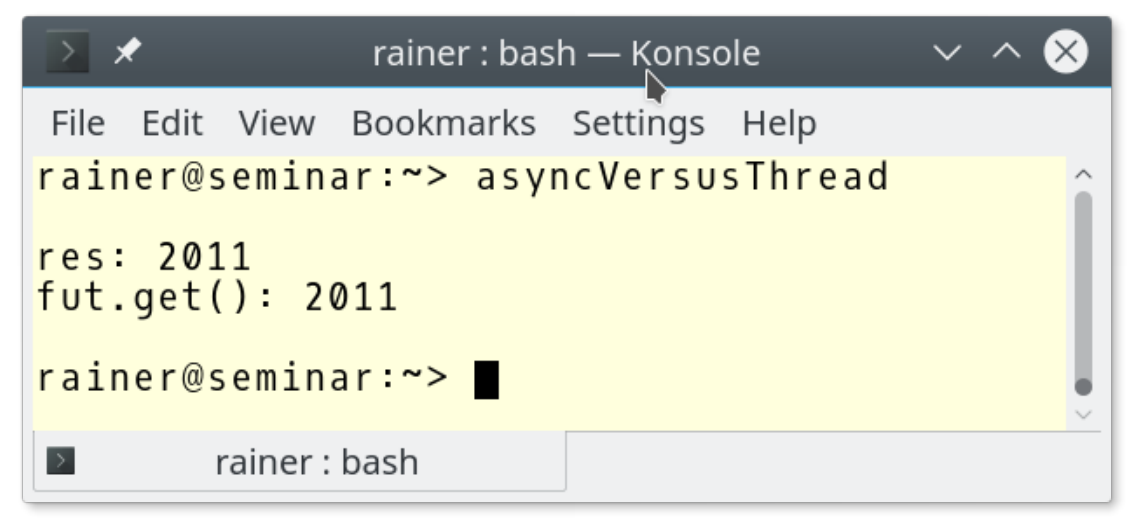 rainer : bash — Konsole
File Edit View Bookmarks Settings Help
rainer@seminar:~> asyncVersusThread
res: 2011
fut.get(): 2011
rainer@seminar:~>
rainer : bash